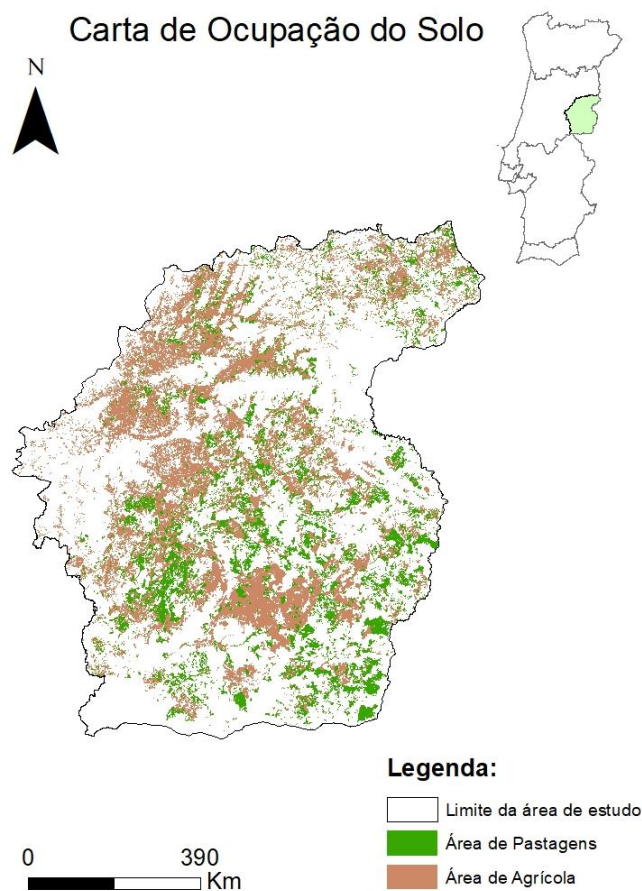 Carta de Ocupação do Solo
N
Legenda:
Limite da área de estudo
Área de Pastagens
Área de Agrícola
0 390
Km